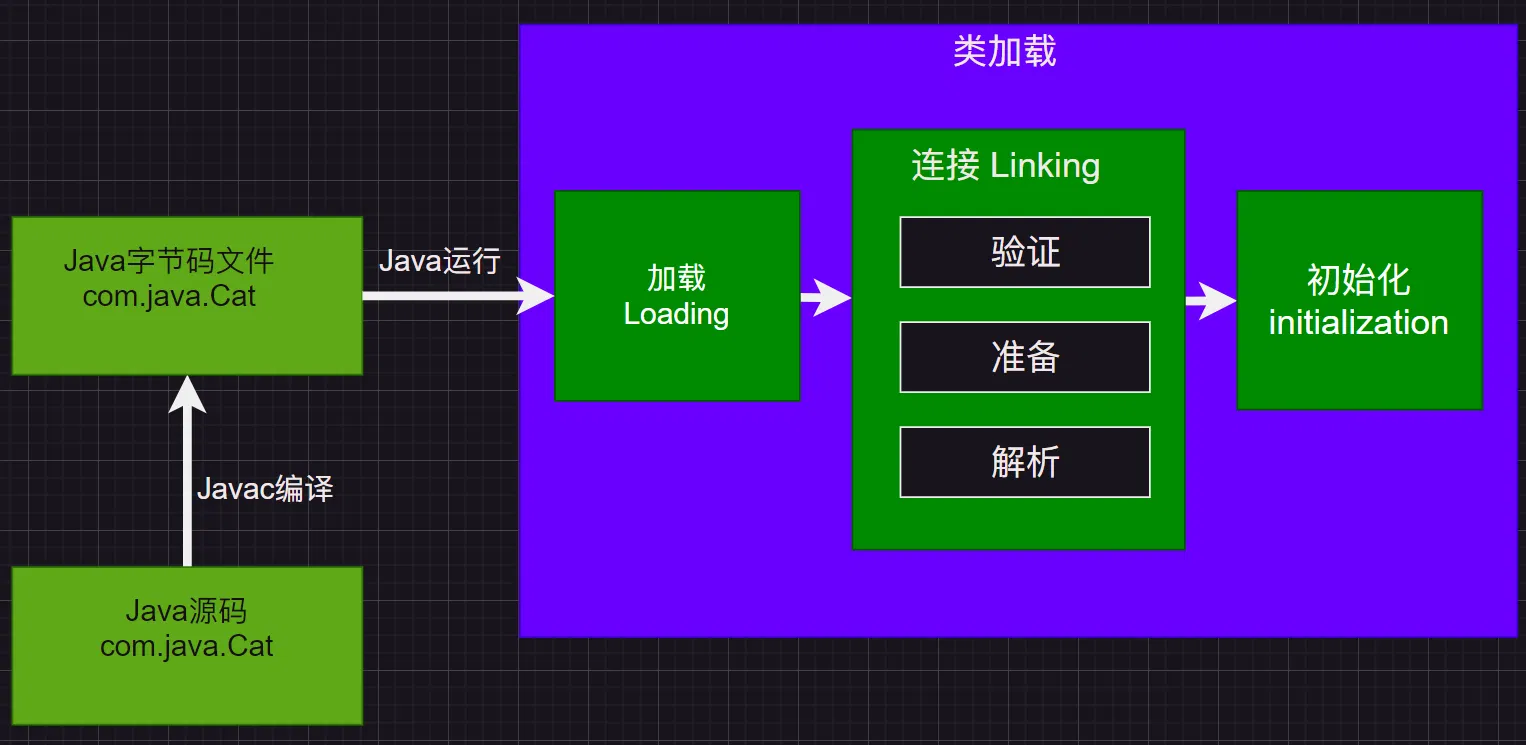 类加载
连接 Linking
Java字节码文件
com.java.Cat
Java运行
加载
Loading
验证
准备
解析
初始化
initialization
Javac编译
Java源码
com.java.Cat